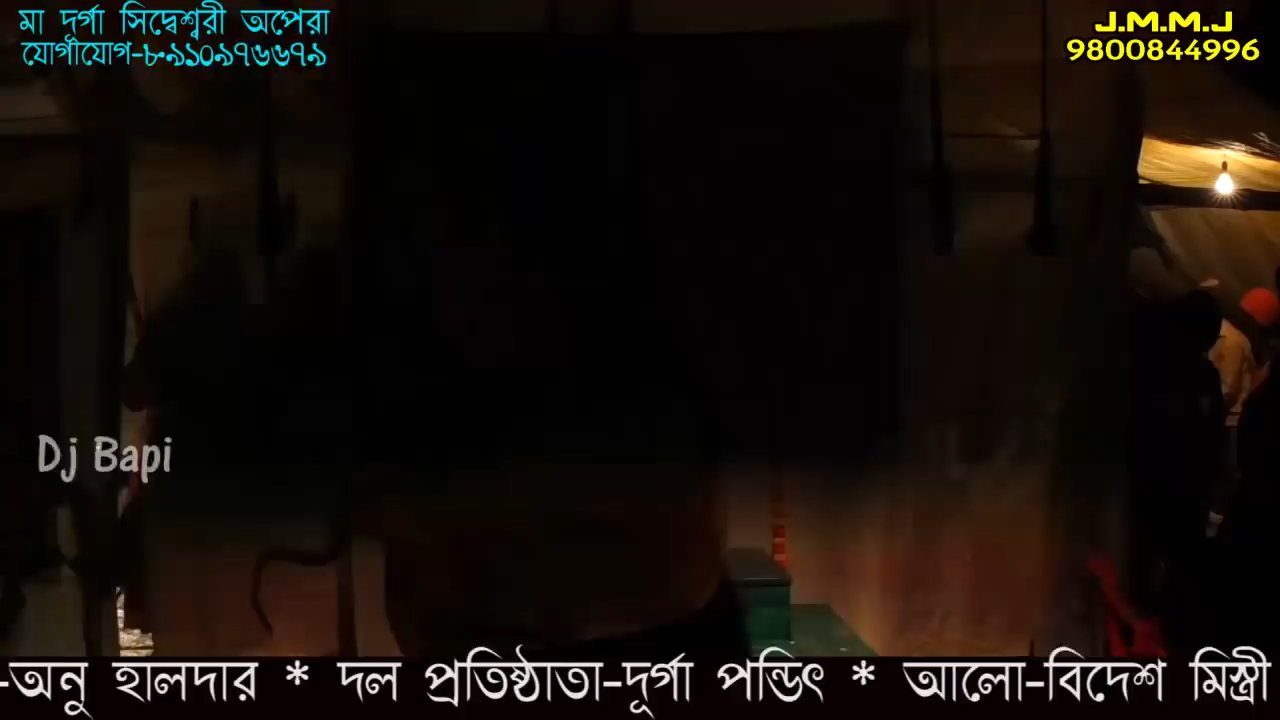 মা দূর্গা সিদ্বেশ্বরী অপেরা
যোগাযোগ-৮৯১০৯৭৬৬৭৯
J.M.M.J
9800844996
Dj Bapi
-অনু হালদার * দল প্রতিষ্ঠাতা-দূর্গা পন্ডিৎ * আলো-বিদেশ মিস্ত্রী